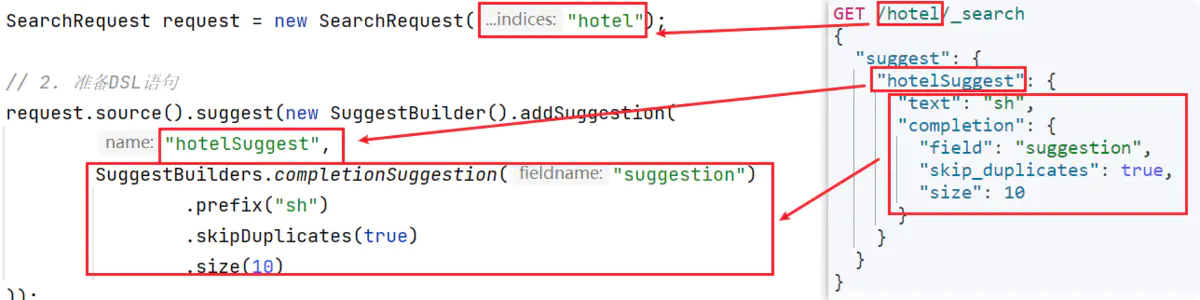 SearchRequest request = new SearchRequest( ...indices: "hotel");
// 2. 准备DSL语句
request.source().suggest(new SuggestBuilder().addSuggestion(
name: "hotelSuggest",
SuggestBuilders.completionSuggestion( fieldname: "suggestion")
.prefix("sh")
.skipDuplicates(true)
.size(10)
));
GET /hotel/_search
{
"suggest": {
"hotelSuggest": {
"text": "sh",
"completion": {
"field": "suggestion",
"skip_duplicates": true,
"size": 10
}
}
}
}